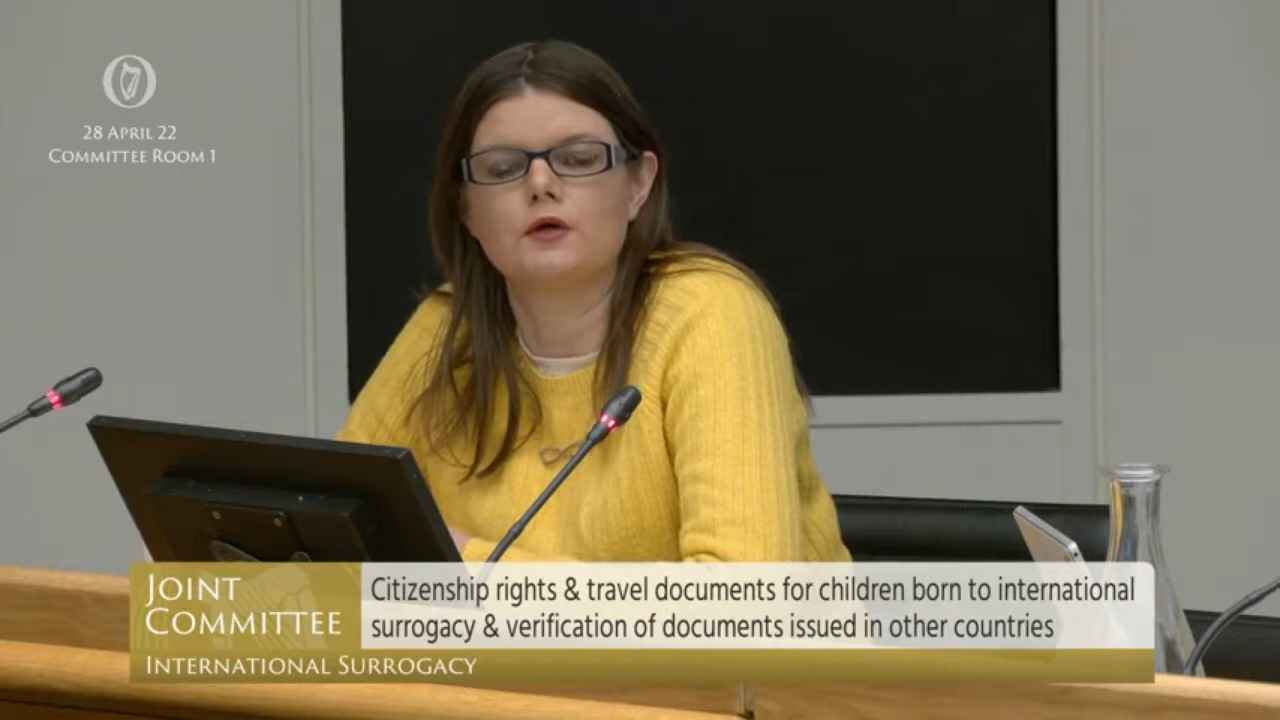 28 April 22
Committee Room 1
Joint
Committee
Citizenship rights & travel documents for children born to international
surrogacy & verification of documents issued in other countries
International Surrogacy